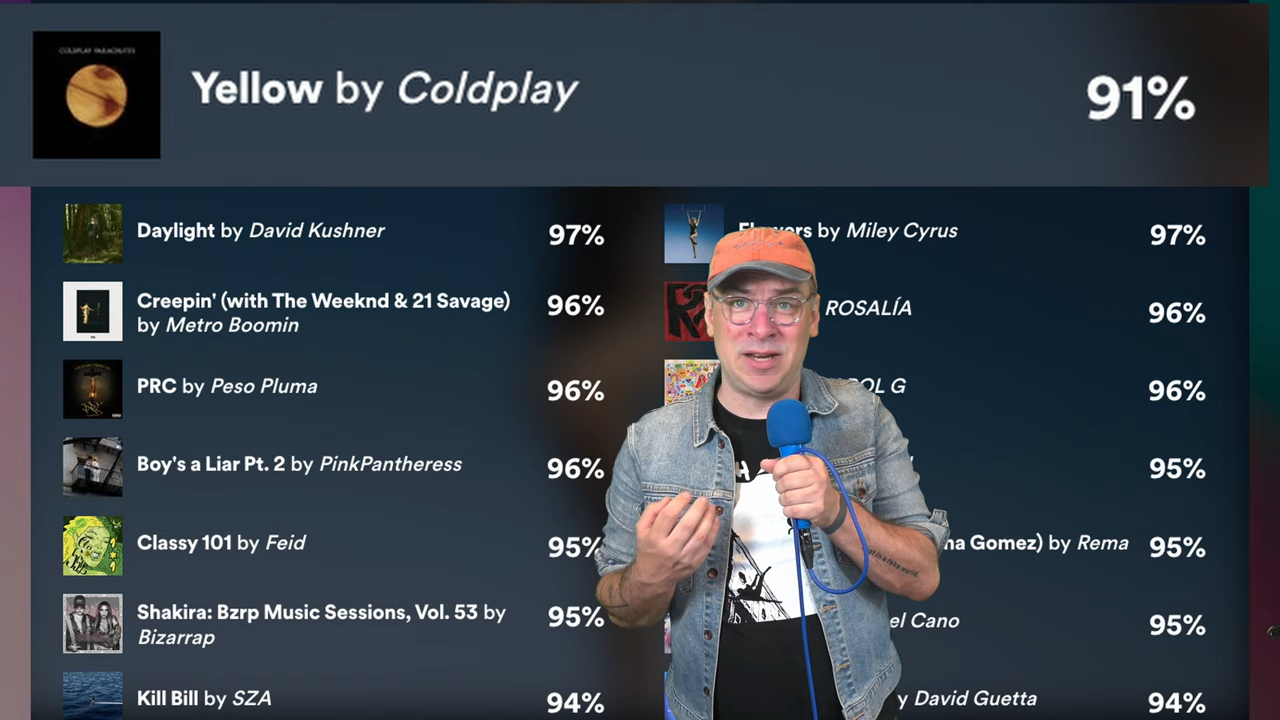 COLDPLAY PARACHUTES
Yellow by Coldplay
91%
Daylight by David Kushner
97%
Creepin' (with The Weeknd & 21 Savage)
by Metro Boomin
96%
PRC by Peso Pluma
96%
Boy's a Liar Pt. 2 by PinkPantheress
96%
Classy 101 by Feid
95%
Shakira: Bzrp Music Sessions, Vol. 53 by
Bizarrap
95%
Kill Bill by SZA
94%
by Miley Cyrus
97%
ROSALÍA
96%
OL G
96%
95%
na Gomez) by Rema
95%
el Cano
95%
y David Guetta
94%